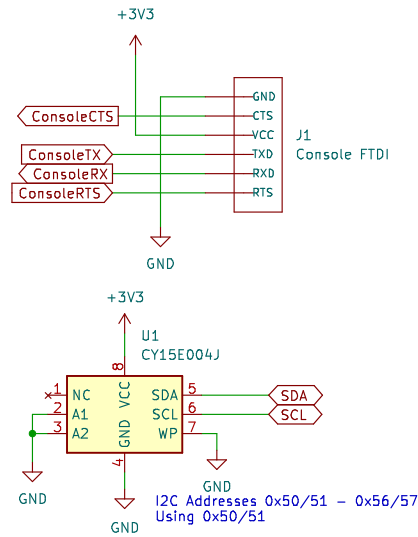 +3V3
GND
ConsoleCTS
CTS
VCC
J1
ConsoleTX
TXD
Console FTDI
ConsoleRX
RXD
ConsoleRTS
RTS
GND
+3V3
U1
CY15E004J
8
1 NC VCC SDA 5 SDA
2 A1 SCL 6 SCL
3 A2 GND WP 7
4
GND
GND
GND
I2C Addresses 0x50/51 - 0x56/57
Using 0x50/51